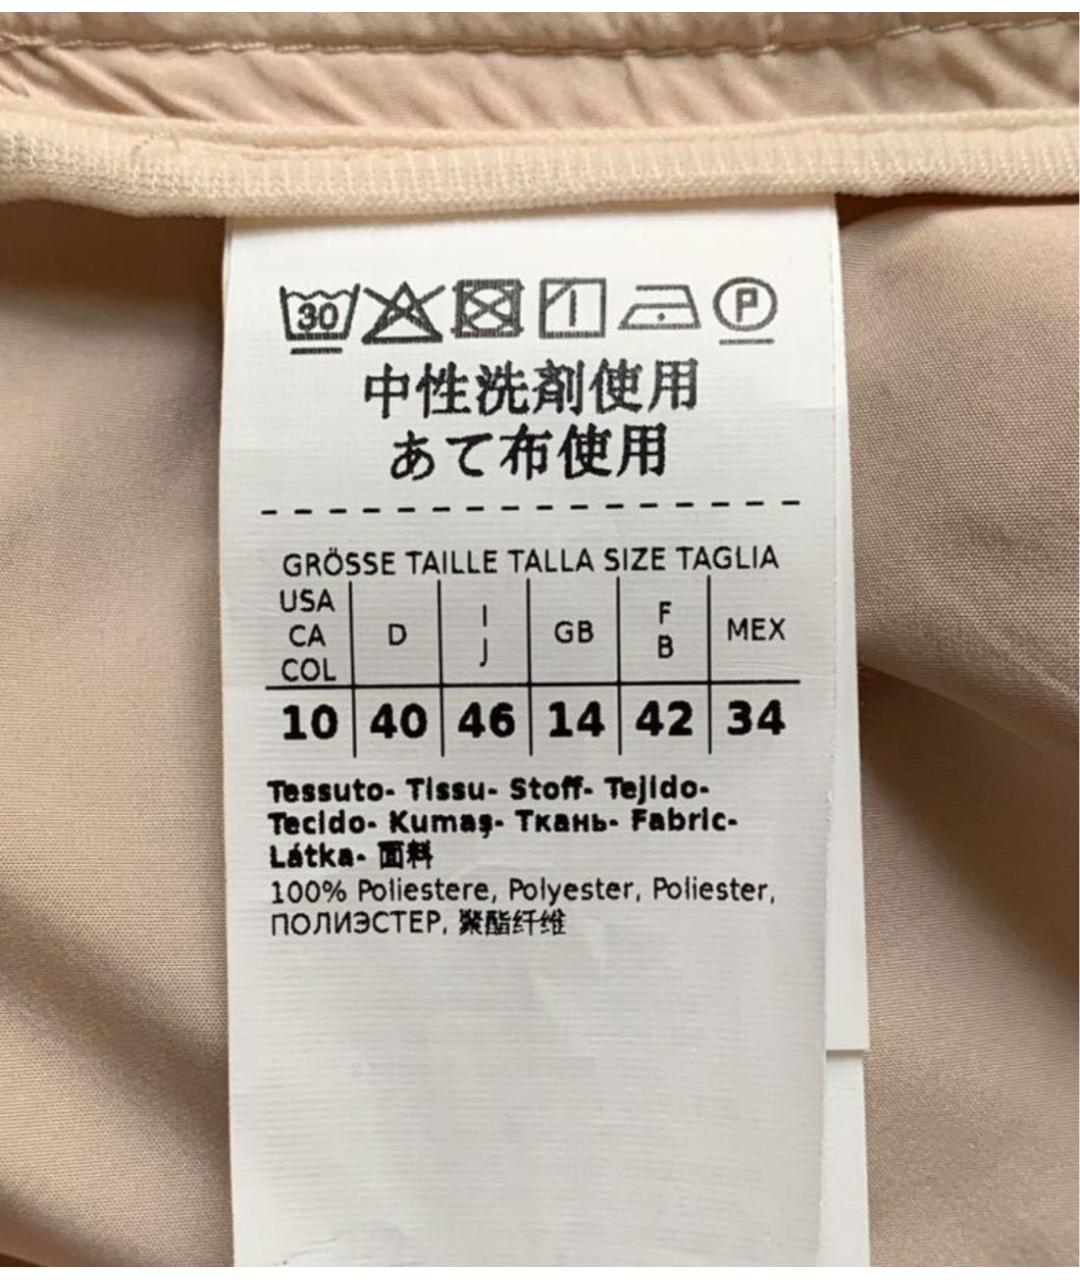 30 P
中性洗剤使用
あて布使用
GRÖSSE TAILLE TALLA SIZE TAGLIA
USA CA COL D I J GB F B MEX
10 40 46 14 42 34
Tessuto- Tissu- Stoff- Tejido-
Tecido- Kumaş- Ткань- Fabric-
Látka- 面料
100% Poliestere, Polyester, Poliester,
ПОЛИЭСТЕР, 聚酯纤维